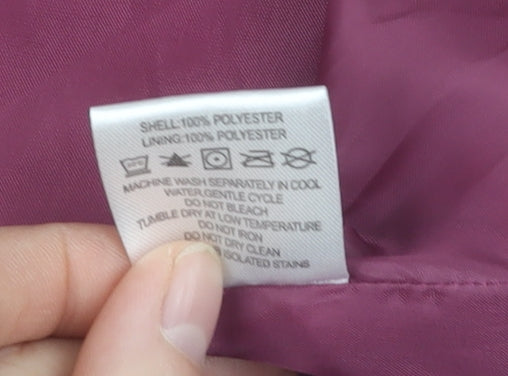 SHELL:100% POLYESTER
LINING:100% POLYESTER
MACHINE WASH SEPARATELY IN COOL
WATER,GENTLE CYCLE
DO NOT BLEACH
TUMBLE DRY AT LOW TEMPERATURE
DO NOT IRON
DO NOT DRY CLEAN
ISOLATED STAINS